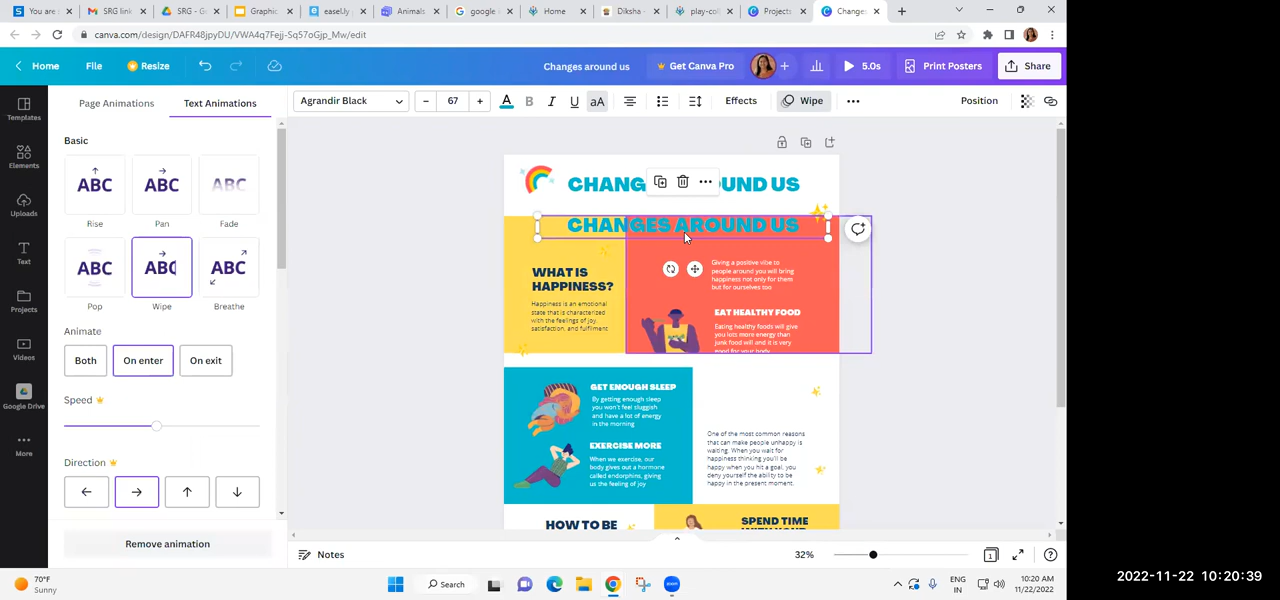 You are p
SRG link
SRG - G
Graphic
easel.ly
Animals
google
Home
Diksha
play-col
Projects
Change
canva.com/design/DAFR48jpyDU/VWA4q7Fejj-Sq57oGjp_Mw/edit
Home File Resize Changes around us Get Canva Pro 5.0s Print Posters Share
Page Animations Text Animations Agrandir Black 67 A B I U aA Effects Wipe Position
Templates
Elements
Uploads
Text
Projects
Videos
Google Drive
More
Basic
ABC ABC ABC
Rise Pan Fade
ABC ABC ABC
Pop Wipe Breathe
Animate
Both On enter On exit
Speed
Direction
Remove animation
CHANG OUND US
CHANGES AROUND US
WHAT IS
HAPPINESS?
Happiness is an emotional
state that is characterized
with the feelings of joy,
satisfaction, and fulfilment
Giving a positive vibe to
people around you will bring
happiness not only for them
but for ourselves too
EAT HEALTHY FOOD
Eating healthy foods will give
you lots more energy than
junk food will and it is very
good for your body
GET ENOUGH SLEEP
By getting enough sleep
you won't feel sluggish
and have a lot of energy
in the morning
EXERCISE MORE
When we exercise, our
body gives out a hormone
called endorphins, giving
us the feeling of joy
One of the most common reasons
that can make people unhappy is
waiting. When you wait for
happiness thinking you'll be
happy when you hit a goal, you
deny yourself the ability to be
happy in the present moment.
HOW TO BE
SPEND TIME
WITH YOUR
Notes 32% 1
70°F
Sunny
Search
ENG
IN
10:20 AM
11/22/2022
2022-11-22 10:20:39